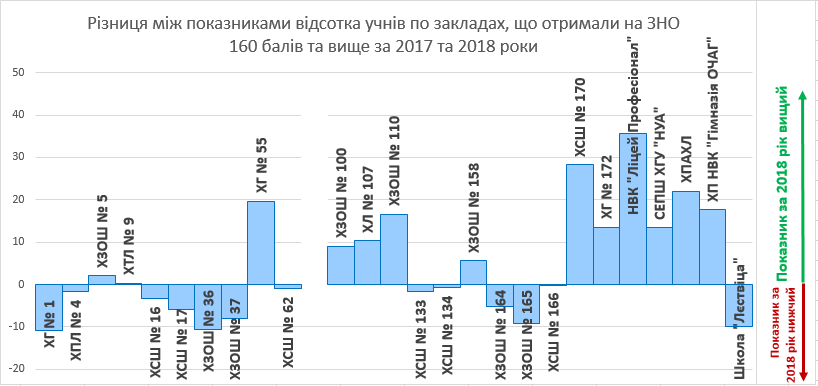 Різниця між показниками відсотка учнів по закладах, що отримали на ЗНО
160 балів та вище за 2017 та 2018 роки
50
40
30
20
10
0
-10
-20
ХГ № 1
ХПЛ № 4
ХЗОШ № 5
ХТЛ № 9
ХСШ № 16
ХСШ № 17
ХЗОШ № 36
ХЗОШ № 37
ХГ № 55
ХСШ № 62
ХЗОШ № 100
ХЛ № 107
ХЗОШ № 110
ХСШ № 133
ХСШ № 134
ХЗОШ № 158
ХЗОШ № 164
ХЗОШ № 165
ХСШ № 166
ХСШ № 170
ХГ № 172
НВК "Ліцей Професіонал"
СЕПШ ХГУ "НУА"
ХПАХЛ
ХП НВК "Гімназія ОЧАГ"
Школа "Лєствіца"
Показник за 2018 рік вищий
Показник за
2018 рік нижчий